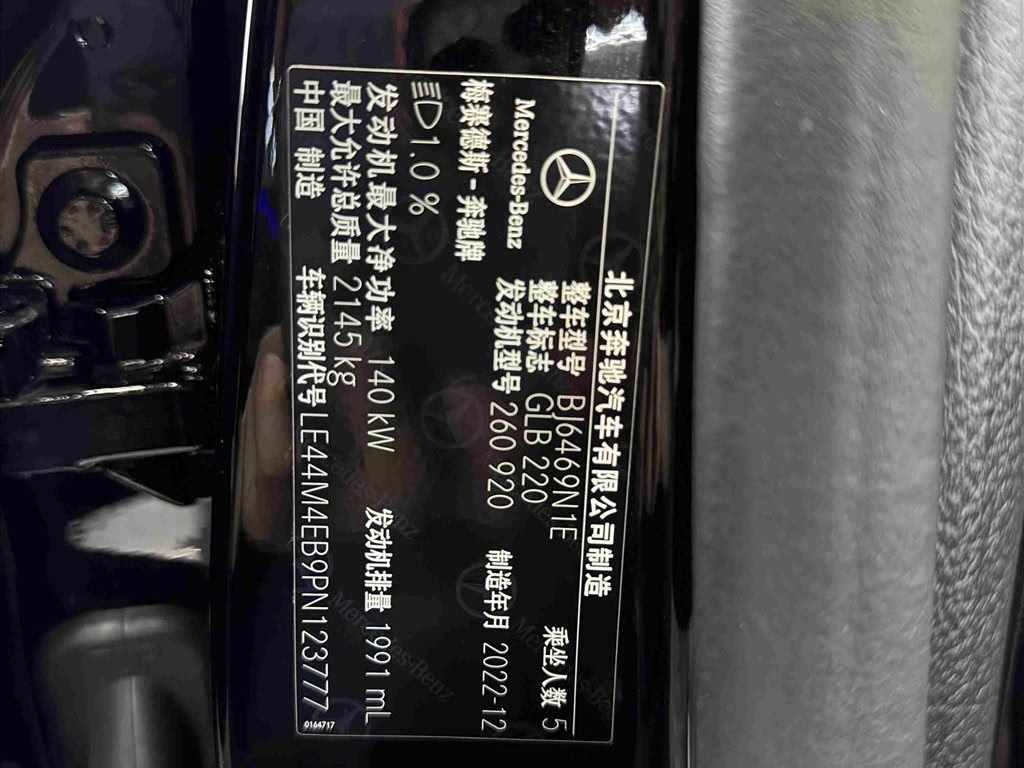 北京奔驰汽车有限公司制造
Mercedes-Benz
梅赛德斯-奔驰牌
整车型号 BJ6469N1E 乘坐人数 5
整车标志 GLB 220
发动机型号 260 920 制造年月 2022-12
1.0 %
发动机最大净功率 140 kW 发动机排量 1991 mL
最大允许总质量 2145 kg
中国 制造 车辆识别代号 LE44M4EB9PN123777
0164717
Mercedes-Benz
Mercedes-Benz